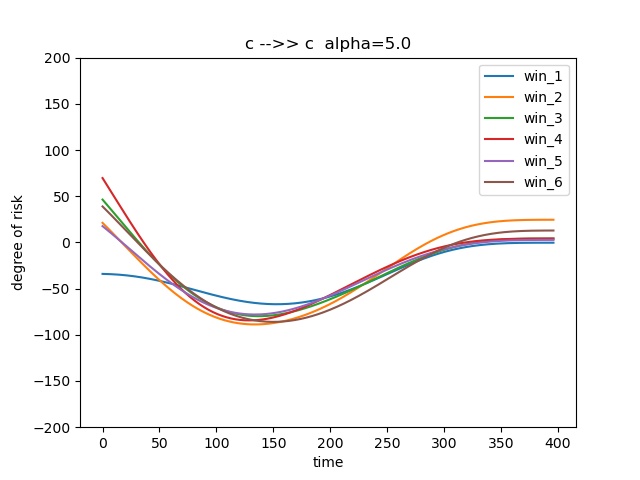 c -->> c  alpha=5.0
200
150
100
50
0
−50
−100
−150
−200
degree of risk
0 50 100 150 200 250 300 350 400
time
win_1
win_2
win_3
win_4
win_5
win_6